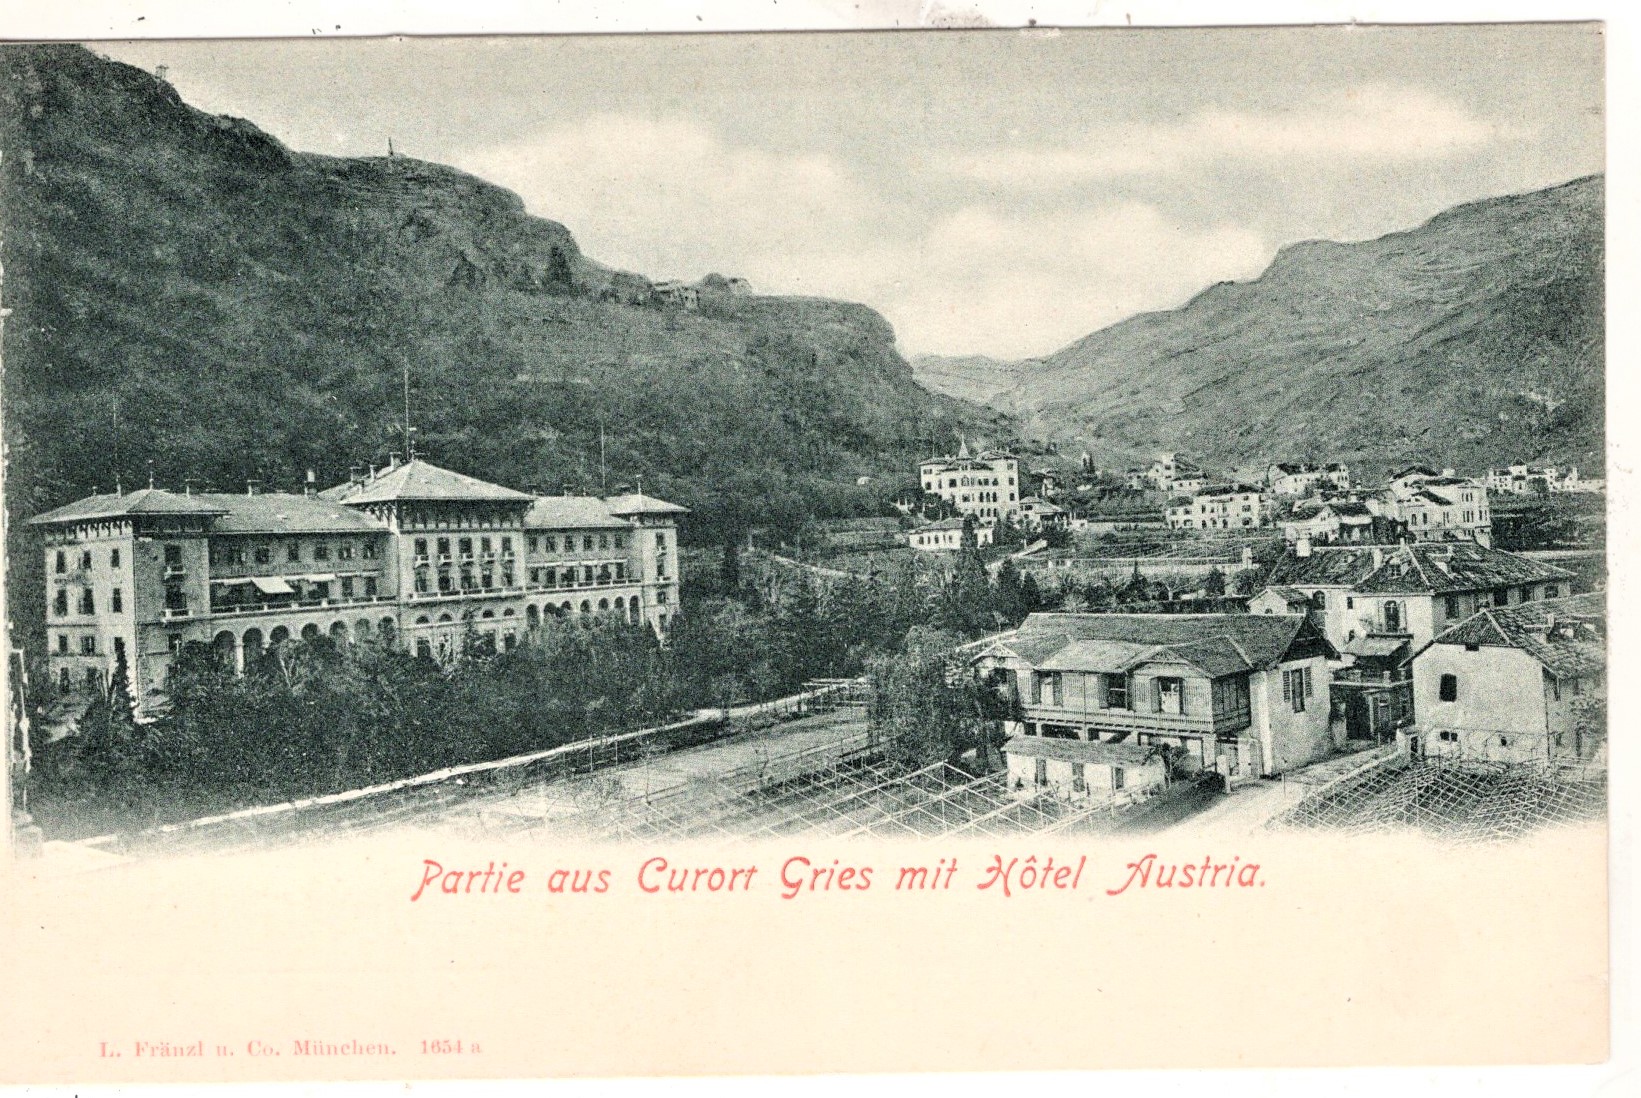 Partie aus Curort Gries mit Hôtel Austria.
L. Fränzl u. Co. München. 1654 a